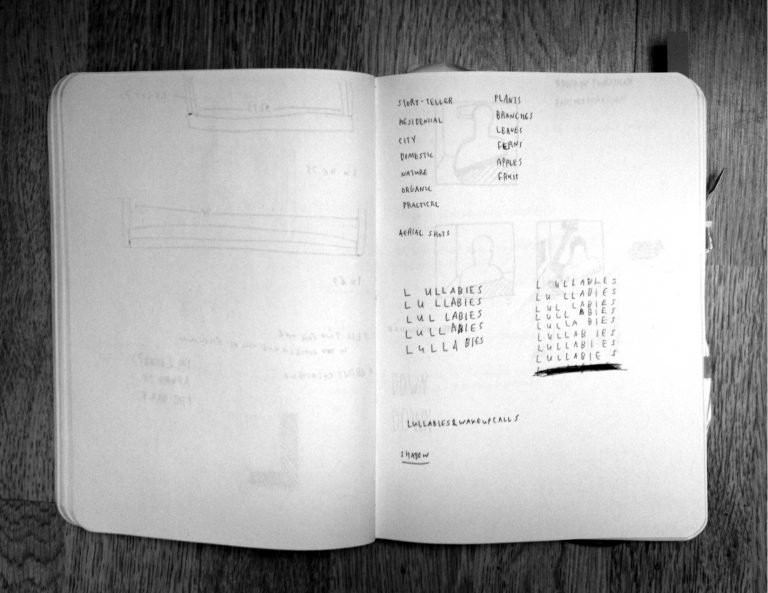 STORY-TELLER
RESIDENTIAL
CITY
DOMESTIC
NATURE
ORGANIC
PRACTICAL
AERIAL SHOTS
PLANTS
BRANCHES
LEAVES
FERNS
APPLES
FRUIT
L ULLABIES
LU LLABIES
LUL LABIES
LULL ABIES
LULLA BIES
L ULLABIES
LU LLABIES
LUL LABIES
LULL ABIES
LULLA BIES
LULLAB IES
LULLABI ES
LULLABIE S
LULLABIES&WAKEUPCALLS
SHADOW